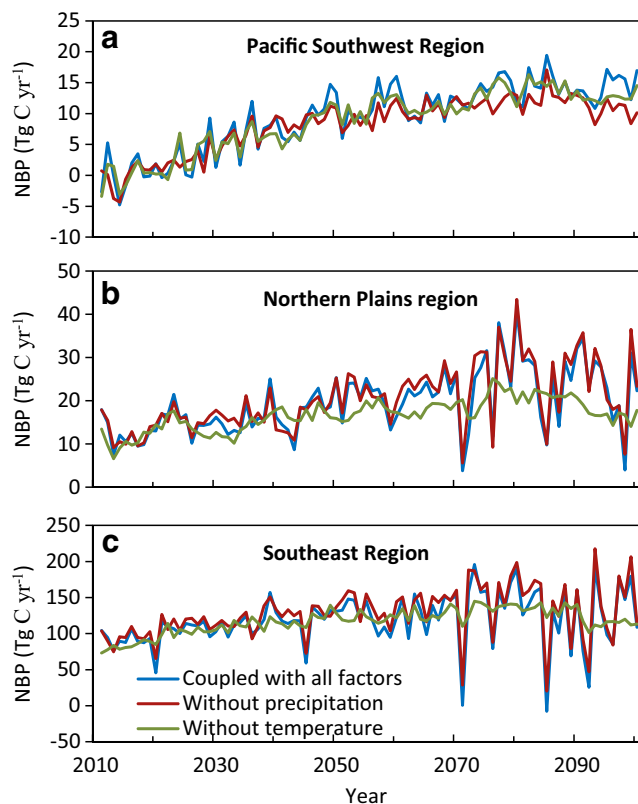 a
Pacific Southwest Region
NBP (Tg C yr-1)
25
20
15
10
5
0
-5
-10
b
Northern Plains region
NBP (Tg C yr-1)
50
40
30
20
10
0
c
Southeast Region
NBP (Tg C yr-1)
250
200
150
100
50
0
-50
Coupled with all factors
Without precipitation
Without temperature
2010 2030 2050 2070 2090
Year